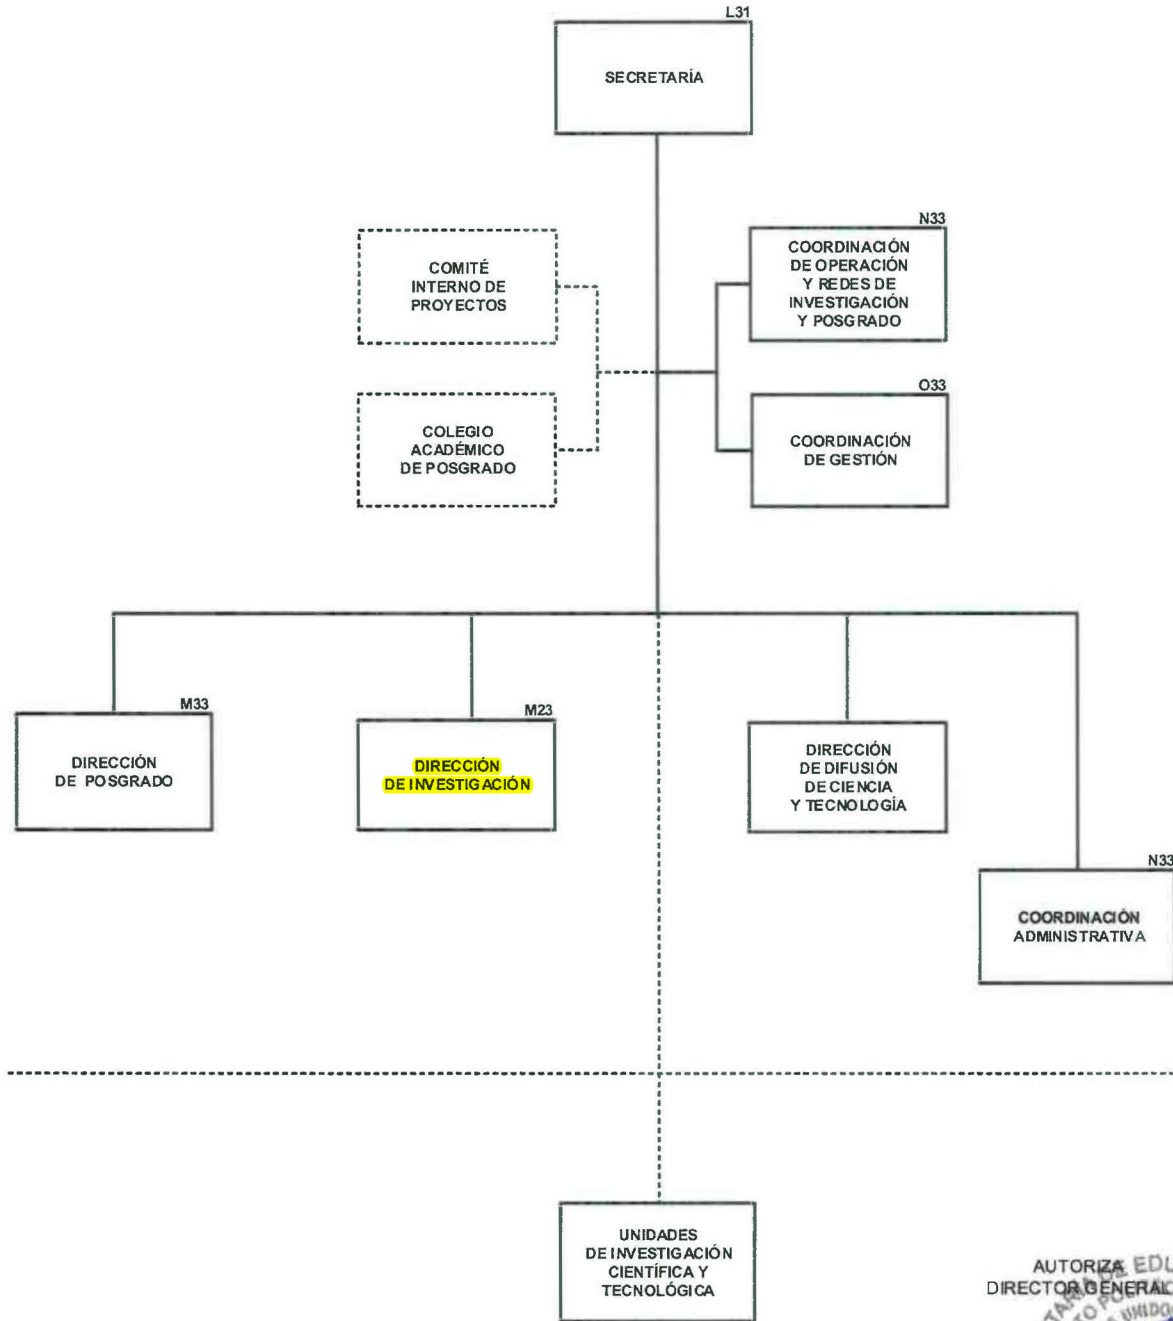 L31
SECRETARÍA
COMITÉ
INTERNO DE
PROYECTOS
N33
COORDINACIÓN
DE OPERACIÓN
Y REDES DE
INVESTIGACIÓN
Y POSGRADO
COLEGIO
ACADÉMICO
DE POSGRADO
O33
COORDINACIÓN
DE GESTIÓN
M33
DIRECCIÓN
DE POSGRADO
M23
DIRECCIÓN
DE INVESTIGACIÓN
DIRECCIÓN
DE DIFUSIÓN
DE CIENCIA
Y TECNOLOGÍA
N33
COORDINACIÓN
ADMINISTRATIVA
UNIDADES
DE INVESTIGACIÓN
CIENTÍFICA Y
TECNOLÓGICA
AUTORIZA
DIRECTOR GENERAL